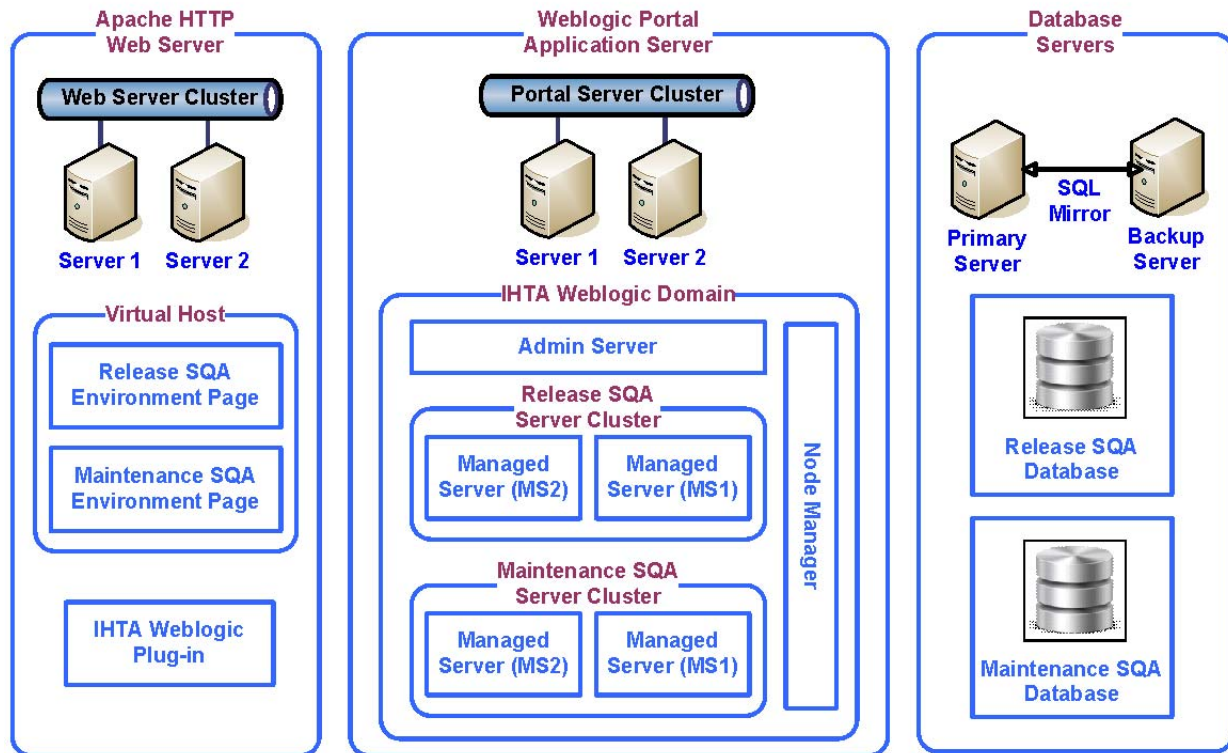 Apache HTTP
Web Server
Web Server Cluster
Server 1
Server 2
Virtual Host
Release SQA
Environment Page
Maintenance SQA
Environment Page
IHTA Weblogic
Plug-in
Weblogic Portal
Application Server
Portal Server Cluster
Server 1
Server 2
IHTA Weblogic Domain
Admin Server
Release SQA
Server Cluster
Managed
Server (MS2)
Managed
Server (MS1)
Maintenance SQA
Server Cluster
Managed
Server (MS2)
Managed
Server (MS1)
Node Manager
Database
Servers
SQL
Mirror
Primary
Server
Backup
Server
Release SQA
Database
Maintenance SQA
Database